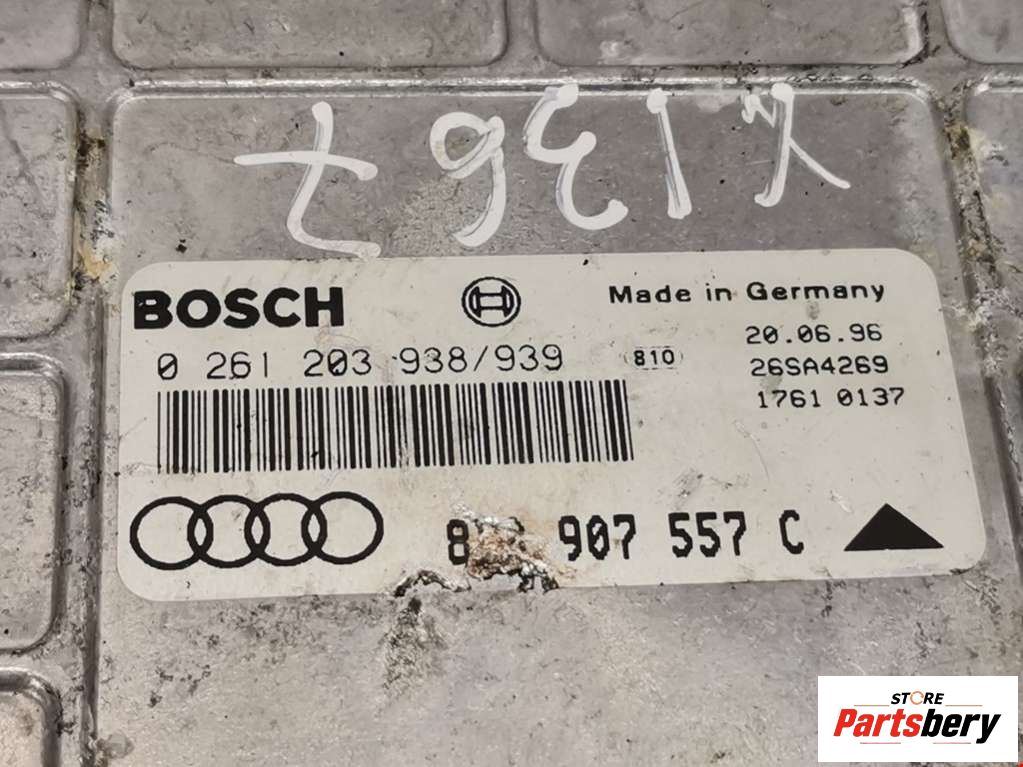 X1367
BOSCH
Made in Germany
0 261 203 938/939
810
20.06.96
26SA4269
1761 0137
907 557 C
STORE
Partsbery